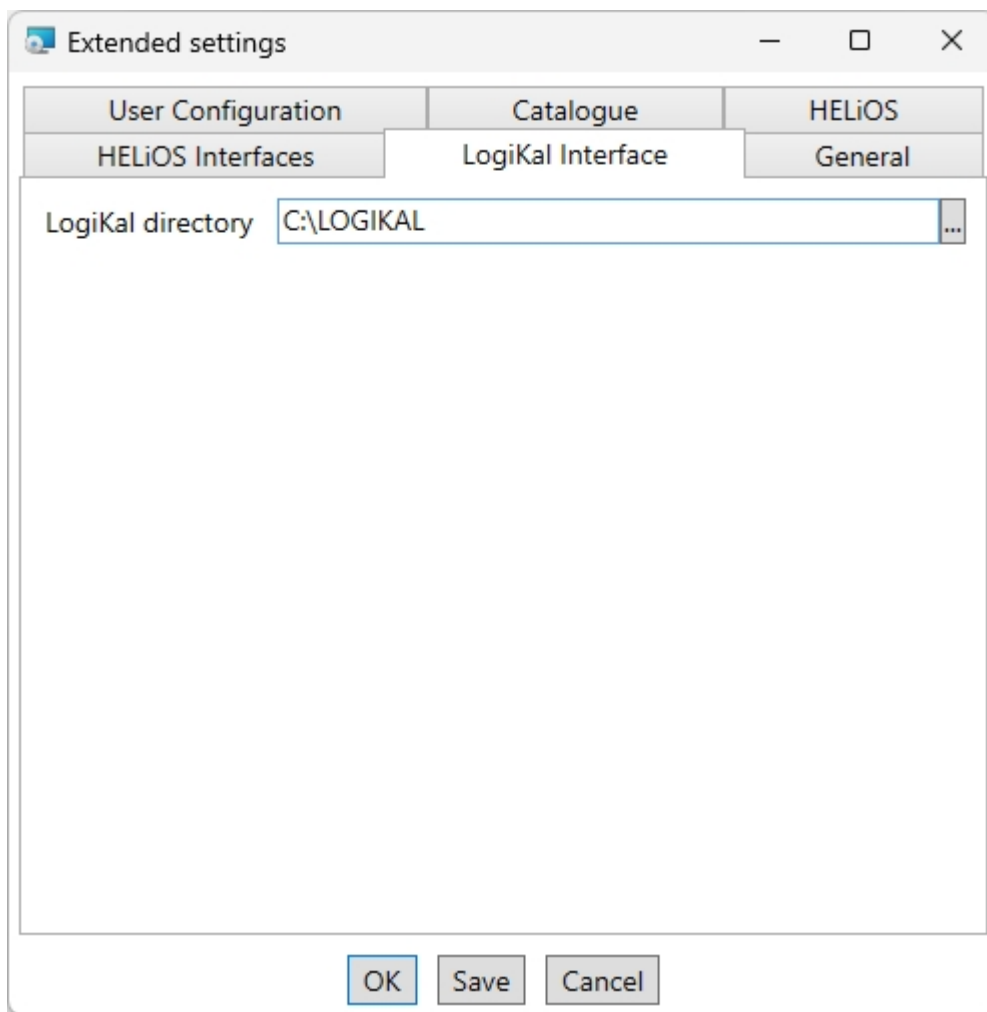 Extended settings
User Configuration Catalogue HELiOS
HELiOS Interfaces LogiKal Interface General
LogiKal directory C:\LOGIKAL ...
OK Save Cancel